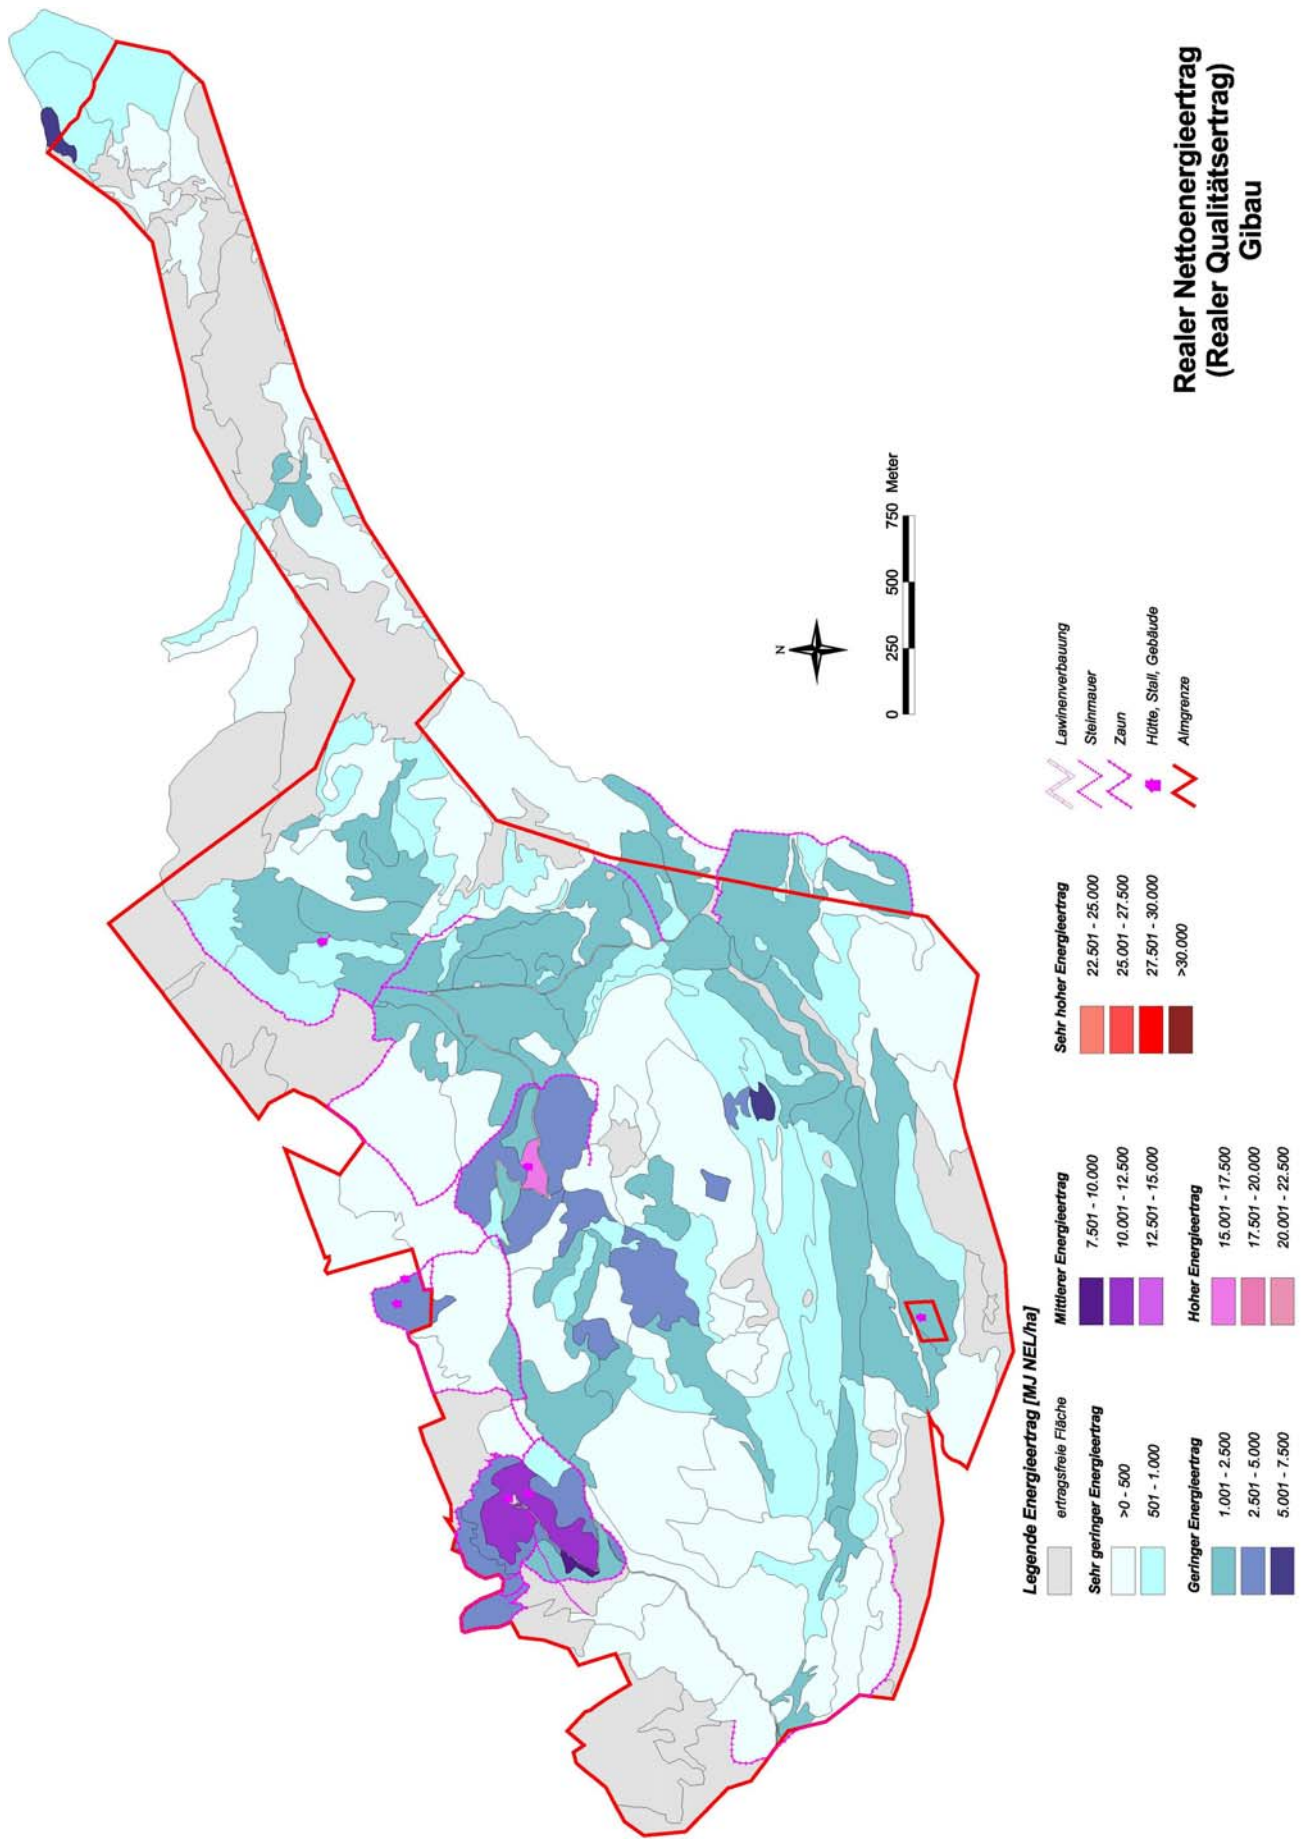 Realer Nettoenergieertrag
(Realer Qualitätsertrag)
Gibau
N
0 250 500 750 Meter
Legende Energieertrag [MJ NEL/ha]
ertragsfreie Fläche
Sehr geringer Energieertrag
>0 - 500
501 - 1.000
Geringer Energieertrag
1.001 - 2.500
2.501 - 5.000
5.001 - 7.500
Mittlerer Energieertrag
7.501 - 10.000
10.001 - 12.500
12.501 - 15.000
Hoher Energieertrag
15.001 - 17.500
17.501 - 20.000
20.001 - 22.500
Sehr hoher Energieertrag
22.501 - 25.000
25.001 - 27.500
27.501 - 30.000
>30.000
Lawinenverbauung
Steinmauer
Zaun
Hütte, Stall, Gebäude
Almgrenze